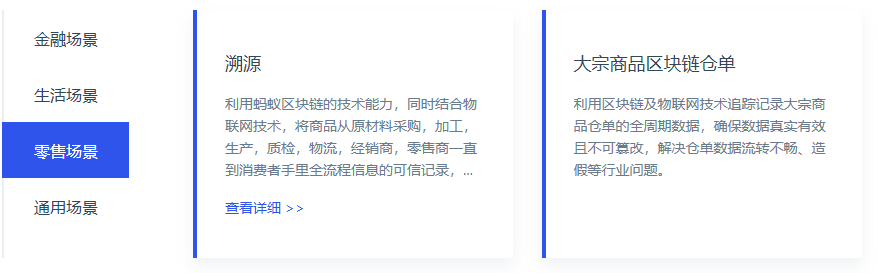 金融场景
生活场景
零售场景
通用场景
溯源
利用蚂蚁区块链的技术能力，同时结合物
联网技术，将商品从原材料采购，加工，
生产，质检，物流，经销商，零售商一直
到消费者手里全流程信息的可信记录，...
查看详细 >>
大宗商品区块链仓单
利用区块链及物联网技术追踪记录大宗商
品仓单的全周期数据，确保数据真实有效
且不可篡改，解决仓单数据流转不畅、造
假等行业问题。